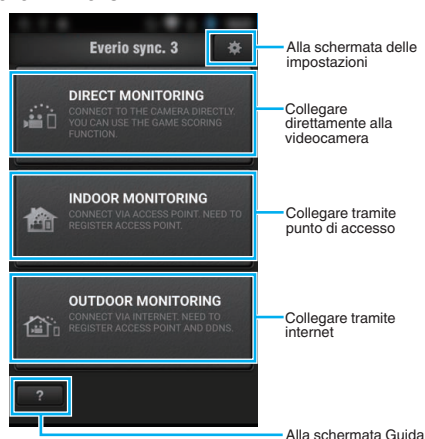 Everio sync. 3
Alla schermata delle
impostazioni
DIRECT MONITORING
CONNECT TO THE CAMERA DIRECTLY.
YOU CAN USE THE GAME SCORING
FUNCTION.
Collegare
direttamente alla
videocamera
INDOOR MONITORING
CONNECT VIA ACCESS POINT. NEED TO
REGISTER ACCESS POINT.
Collegare tramite
punto di accesso
OUTDOOR MONITORING
CONNECT VIA INTERNET. NEED TO
REGISTER ACCESS POINT AND DDNS.
Collegare tramite
internet
?
Alla schermata Guida